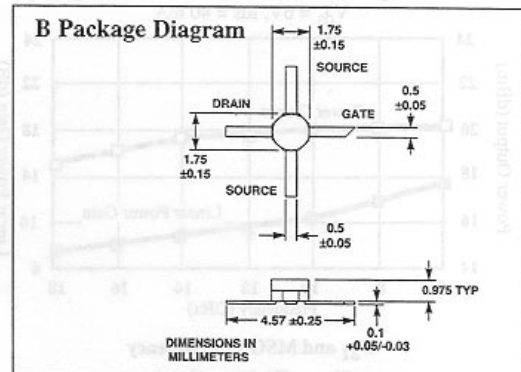 B Package Diagram
1.75
±0.15
SOURCE
DRAIN
GATE
0.5
±0.05
1.75
±0.15
SOURCE
0.5
±0.05
0.975 TYP
4.57 ±0.25
0.1
+0.05/-0.03
DIMENSIONS IN
MILLIMETERS